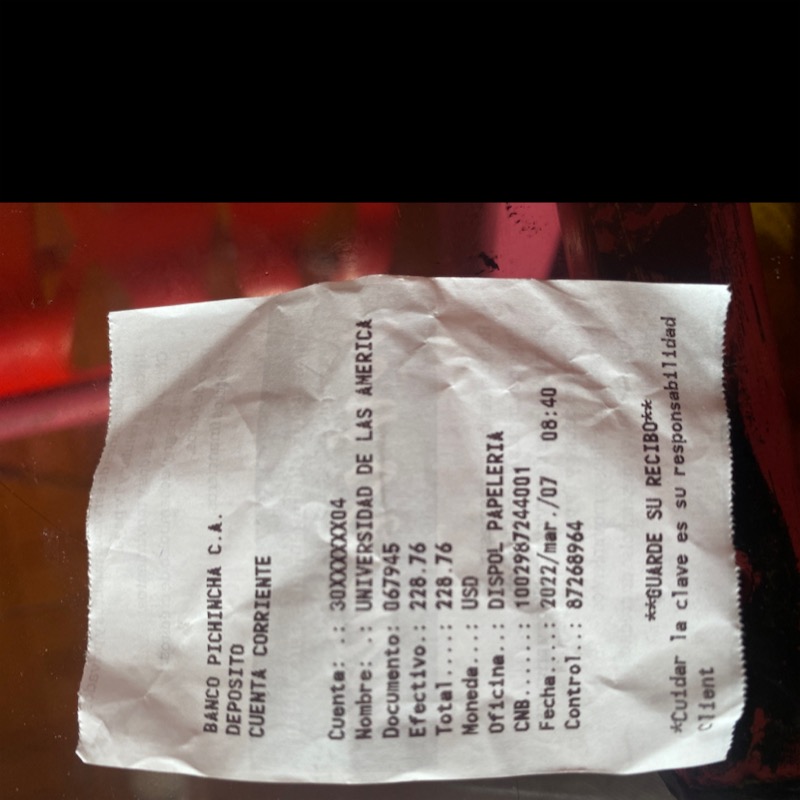 BANCO PICHINCHA C.A.
DEPOSITO
CUENTA CORRIENTE
Cuenta: .: 30XXXXXX04
Nombre: .: UNIVERSIDAD DE LAS AMERICA
Documento: 067945
Efectivo.: 228.76
Total....: 228.76
Moneda...: USD
Oficina..: DISPOL PAPELERIA
CNB......: 1002987244001
Fecha....: 2022/mar./07 08:40
Control..: 87268964
**GUARDE SU RECIBO**
*Cuidar la clave es su responsabilidad
Client